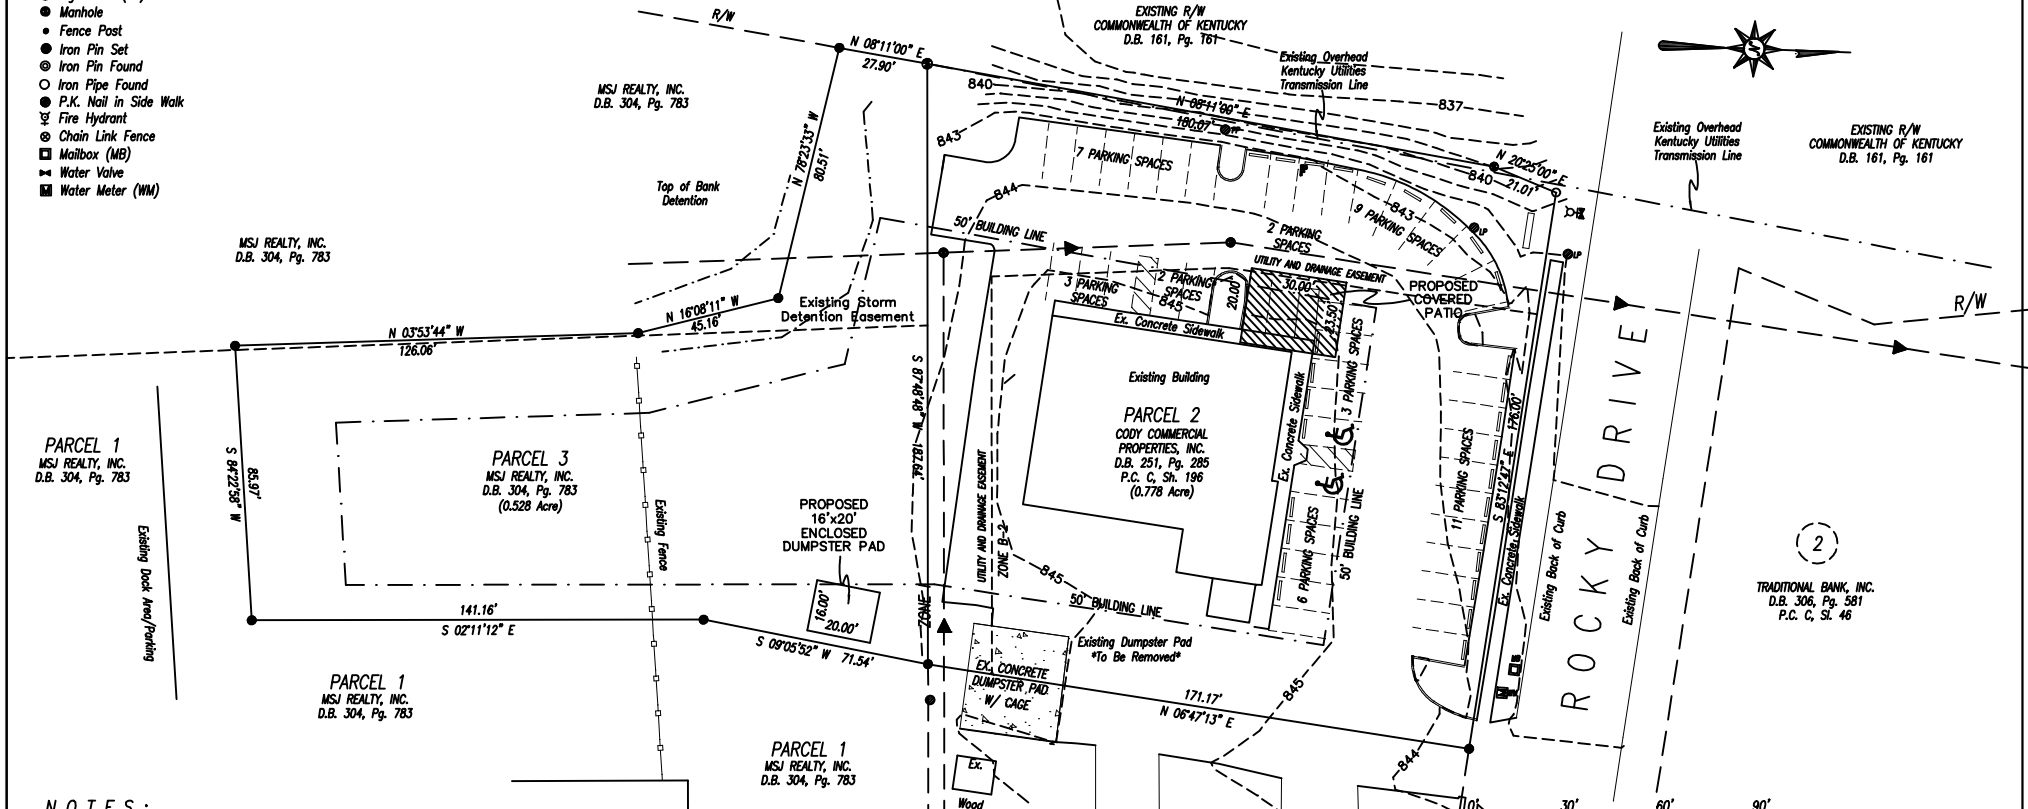 Manhole
Fence Post
Iron Pin Set
Iron Pin Found
Iron Pipe Found
P.K. Nail in Side Walk
Fire Hydrant
Chain Link Fence
Mailbox (MB)
Water Valve
Water Meter (WM)
R/W
N 08°11'00" E
27.90'
EXISTING R/W
COMMONWEALTH OF KENTUCKY
D.B. 161, Pg. 161
Existing Overhead
Kentucky Utilities
Transmission Line
N
MSJ REALTY, INC.
D.B. 304, Pg. 783
840
N 08°11'00" E
180.07'
837
Existing Overhead
Kentucky Utilities
Transmission Line
EXISTING R/W
COMMONWEALTH OF KENTUCKY
D.B. 161, Pg. 161
N 78°23'33" W
80.51'
843
7 PARKING SPACES
N 20°25'00" E
21.01'
840
Top of Bank
Detention
844
843
9 PARKING SPACES
LP
LP
MSJ REALTY, INC.
D.B. 304, Pg. 783
50' BUILDING LINE
2 PARKING
SPACES
UTILITY AND DRAINAGE EASEMENT
3 PARKING
SPACES
2 PARKING
SPACES
845
20.00'
30.00'
23.50'
PROPOSED
COVERED
PATIO
R/W
N 16°08'11" W
45.16'
Existing Storm
Detention Easement
N 03°53'44" W
126.06'
Ex. Concrete Sidewalk
S 87°48'48" W 187.64'
Existing Building
PARCEL 2
CODY COMMERCIAL
PROPERTIES, INC.
D.B. 251, Pg. 285
P.C. C, Sh. 196
(0.778 Acre)
Ex. Concrete Sidewalk
3 PARKING SPACES
6 PARKING SPACES
50' BUILDING LINE
11 PARKING SPACES
S 83°12'47" E 176.00'
Ex. Concrete Sidewalk
ROCKY DRIVE
Existing Back of Curb
Existing Back of Curb
2
TRADITIONAL BANK, INC.
D.B. 306, Pg. 581
P.C. C, Sl. 46
PARCEL 1
MSJ REALTY, INC.
D.B. 304, Pg. 783
S 84°22'58" W
85.97'
PARCEL 3
MSJ REALTY, INC.
D.B. 304, Pg. 783
(0.528 Acre)
Existing Fence
Existing Dock Area/Parking
PROPOSED
16'x20'
ENCLOSED
DUMPSTER PAD
16.00'
20.00'
UTILITY AND DRAINAGE EASEMENT
ZONE B-2
ZONE
845
50' BUILDING LINE
141.16'
S 02°11'12" E
S 09°05'52" W 71.54'
Existing Dumpster Pad
*To Be Removed*
EX. CONCRETE
DUMPSTER PAD
W/ CAGE
171.17'
N 06°47'13" E
845
844
PARCEL 1
MSJ REALTY, INC.
D.B. 304, Pg. 783
PARCEL 1
MSJ REALTY, INC.
D.B. 304, Pg. 783
Ex.
Wood
NOTES:
0'
30'
60'
90'